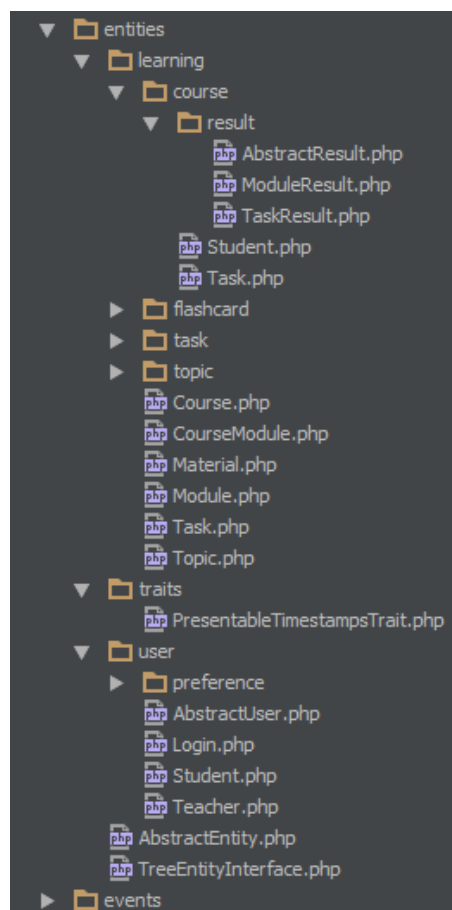 entities
learning
course
result
AbstractResult.php
ModuleResult.php
TaskResult.php
Student.php
Task.php
flashcard
task
topic
Course.php
CourseModule.php
Material.php
Module.php
Task.php
Topic.php
traits
PresentableTimestampsTrait.php
user
preference
AbstractUser.php
Login.php
Student.php
Teacher.php
AbstractEntity.php
TreeEntityInterface.php
events